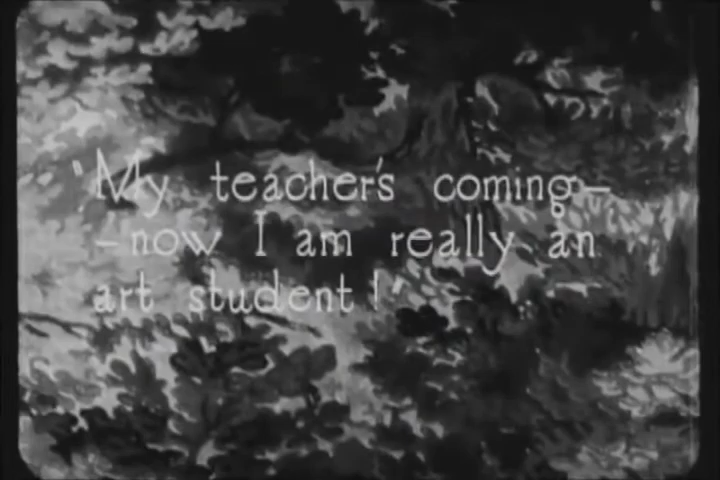 "My teacher's coming—
—now I am really an
art student!"